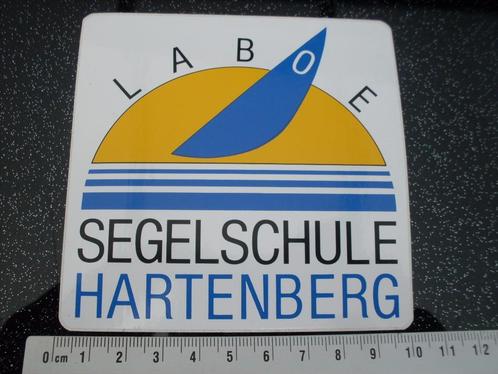 LABOE
SEGELSCHULE
HARTENBERG
0 cm 1 2 3 4 5 6 7 8 9 10 11 12